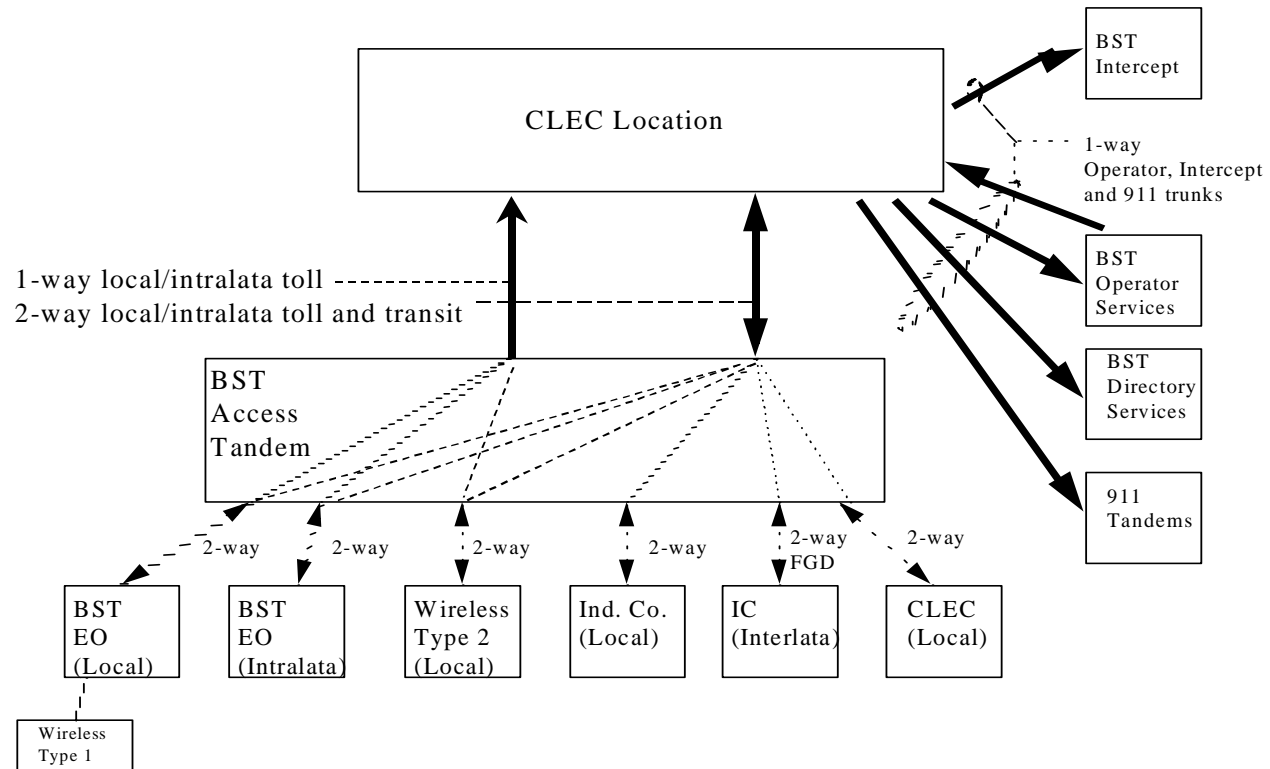 BST
Intercept
CLEC Location
1-way
Operator, Intercept
and 911 trunks
BST
Operator
Services
1-way local/intralata toll
2-way local/intralata toll and transit
BST
Directory
Services
BST
Access
Tandem
911
Tandems
2-way
2-way
2-way
2-way
2-way
FGD
2-way
BST
EO
(Local)
BST
EO
(Intralata)
Wireless
Type 2
(Local)
Ind. Co.
(Local)
IC
(Interlata)
CLEC
(Local)
Wireless
Type 1